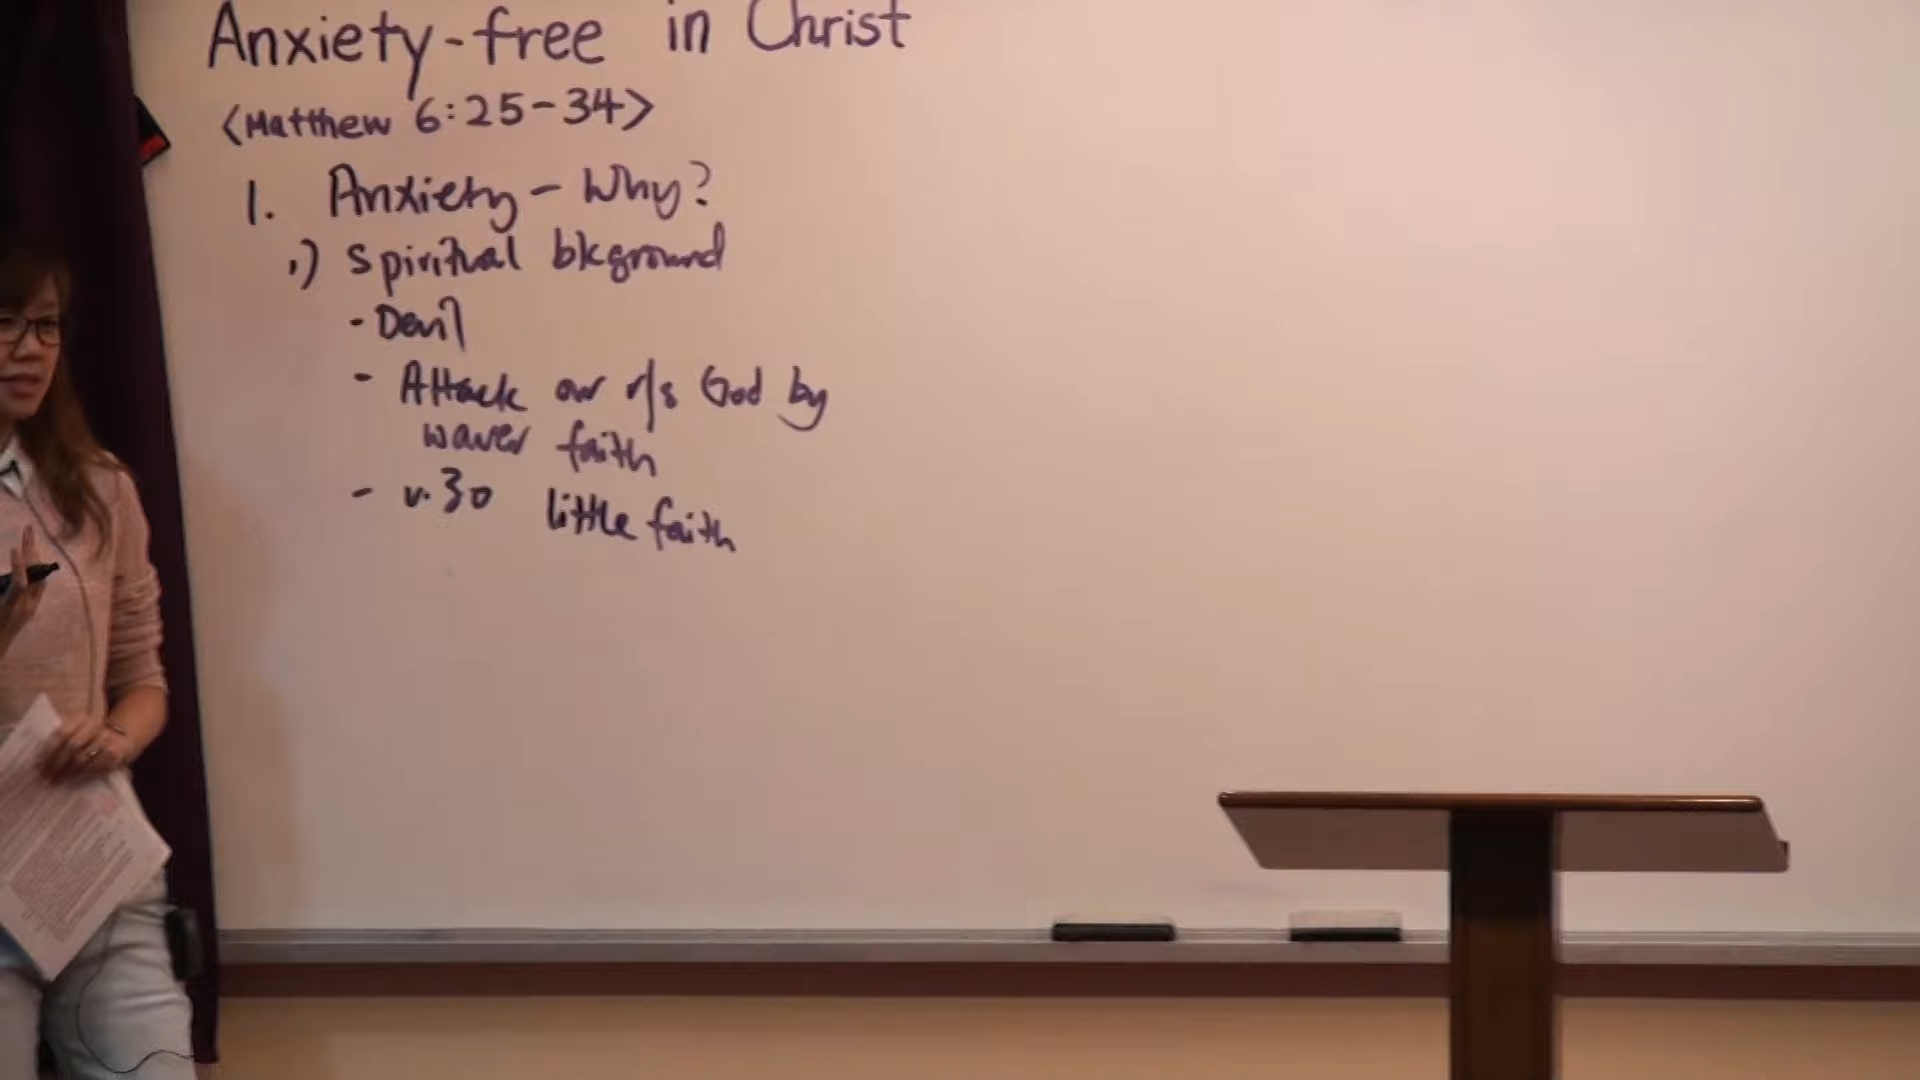 Anxiety-free in Christ
<Matthew 6:25-34>
1. Anxiety - Why?
1) Spiritual bkground
- Devil
- Attack our r/s God by
waver faith
- v.30 little faith